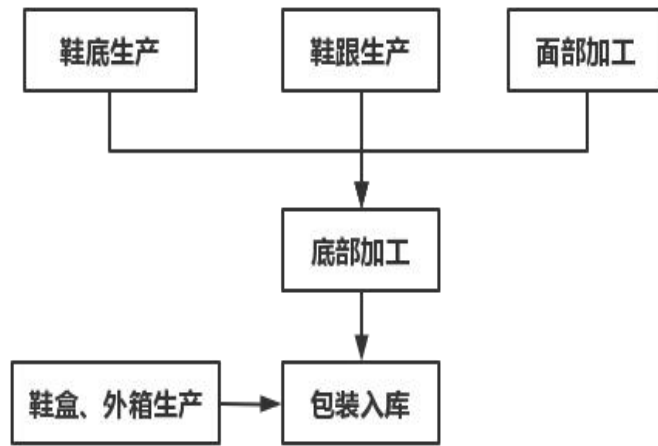 鞋底生产
鞋跟生产
面部加工
底部加工
鞋盒、外箱生产
包装入库